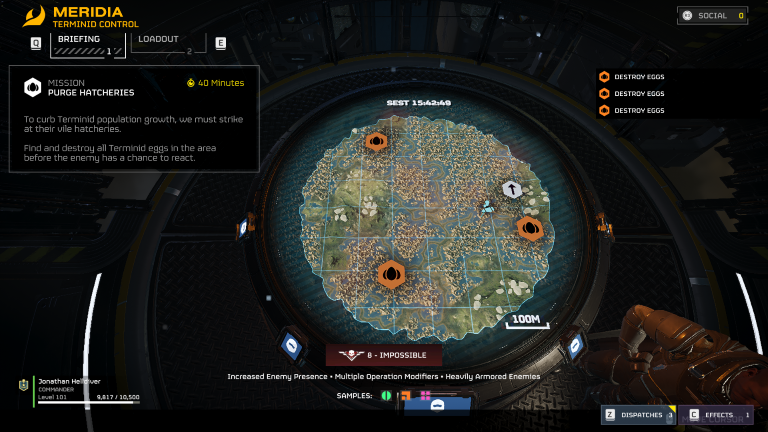 MERIDIA
TERMINID CONTROL
SOCIAL 0
Q BRIEFING 1 LOADOUT 2 E
MISSION
PURGE HATCHERIES
40 Minutes
To curb Terminid population growth, we must strike
at their vile hatcheries.
Find and destroy all Terminid eggs in the area
before the enemy has a chance to react.
DESTROY EGGS
DESTROY EGGS
DESTROY EGGS
SEST 15:42:49
100M
8 - IMPOSSIBLE
Increased Enemy Presence • Multiple Operation Modifiers • Heavily Armored Enemies
SAMPLES:
Jonathan Helldiver
COMMANDER
Level 101 9,817 / 10,500
Z DISPATCHES 3
C EFFECTS 1
CURSOR